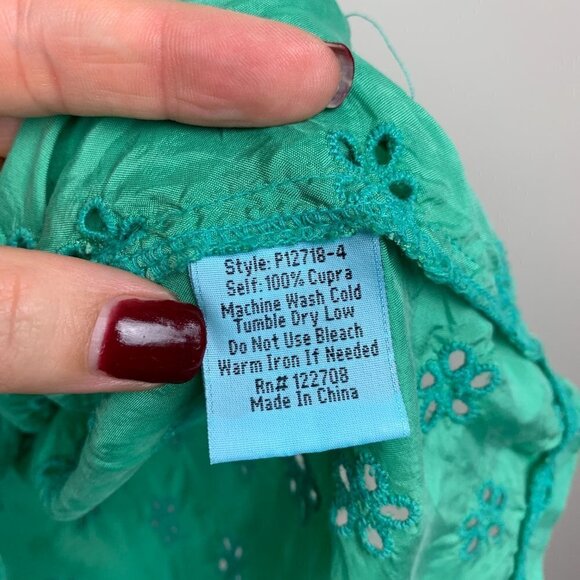 Style: P12718-4
Self: 100% Cupra
Machine Wash Cold
Tumble Dry Low
Do Not Use Bleach
Warm Iron If Needed
Rn# 122708
Made In China